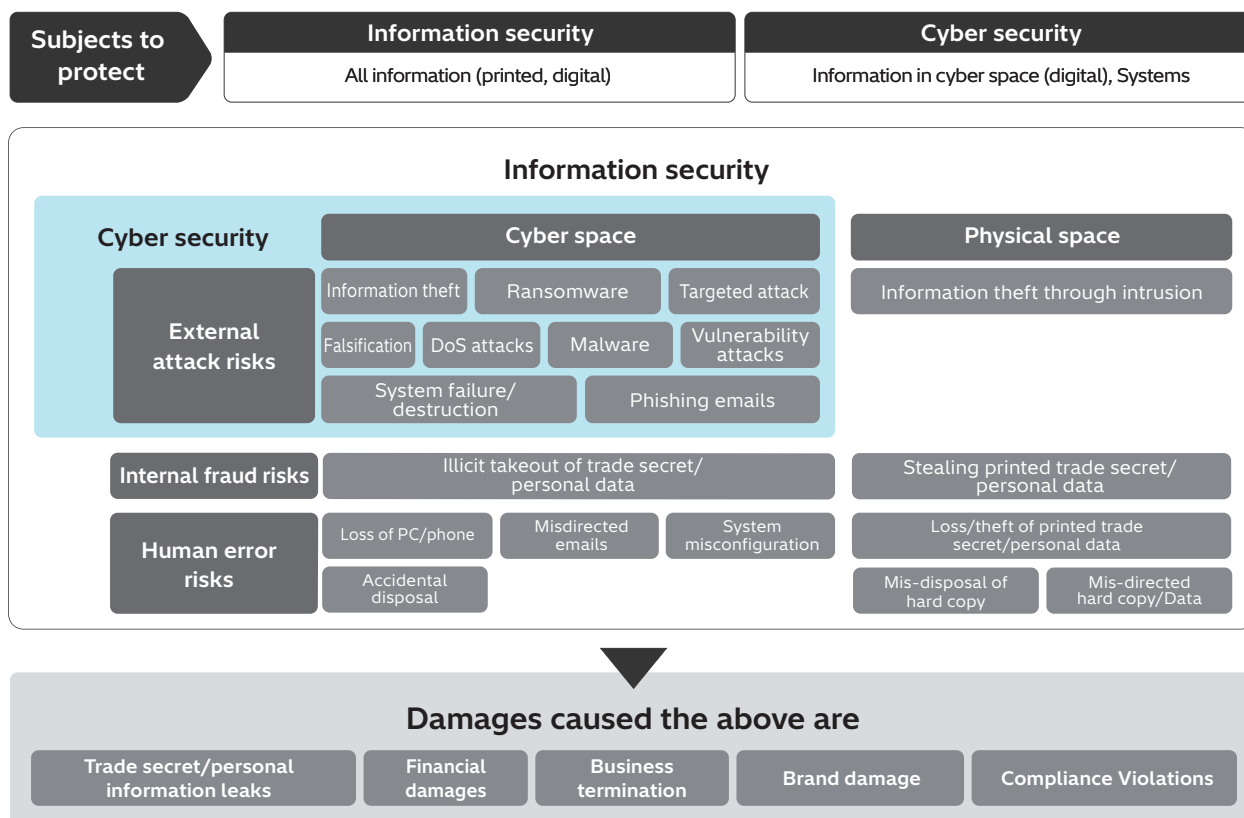 Subjects to
protect
Information security
All information (printed, digital)
Cyber security
Information in cyber space (digital), Systems
Information security
Cyber security
Cyber space
Physical space
External
attack risks
Information theft
Ransomware
Targeted attack
Information theft through intrusion
Falsification
DoS attacks
Malware
Vulnerability
attacks
System failure/
destruction
Phishing emails
Internal fraud risks
Illicit takeout of trade secret/
personal data
Stealing printed trade secret/
personal data
Human error
risks
Loss of PC/phone
Misdirected
emails
System
misconfiguration
Loss/theft of printed trade
secret/personal data
Accidental
disposal
Mis-disposal of
hard copy
Mis-directed
hard copy/Data
Damages caused the above are
Trade secret/personal
information leaks
Financial
damages
Business
termination
Brand damage
Compliance Violations